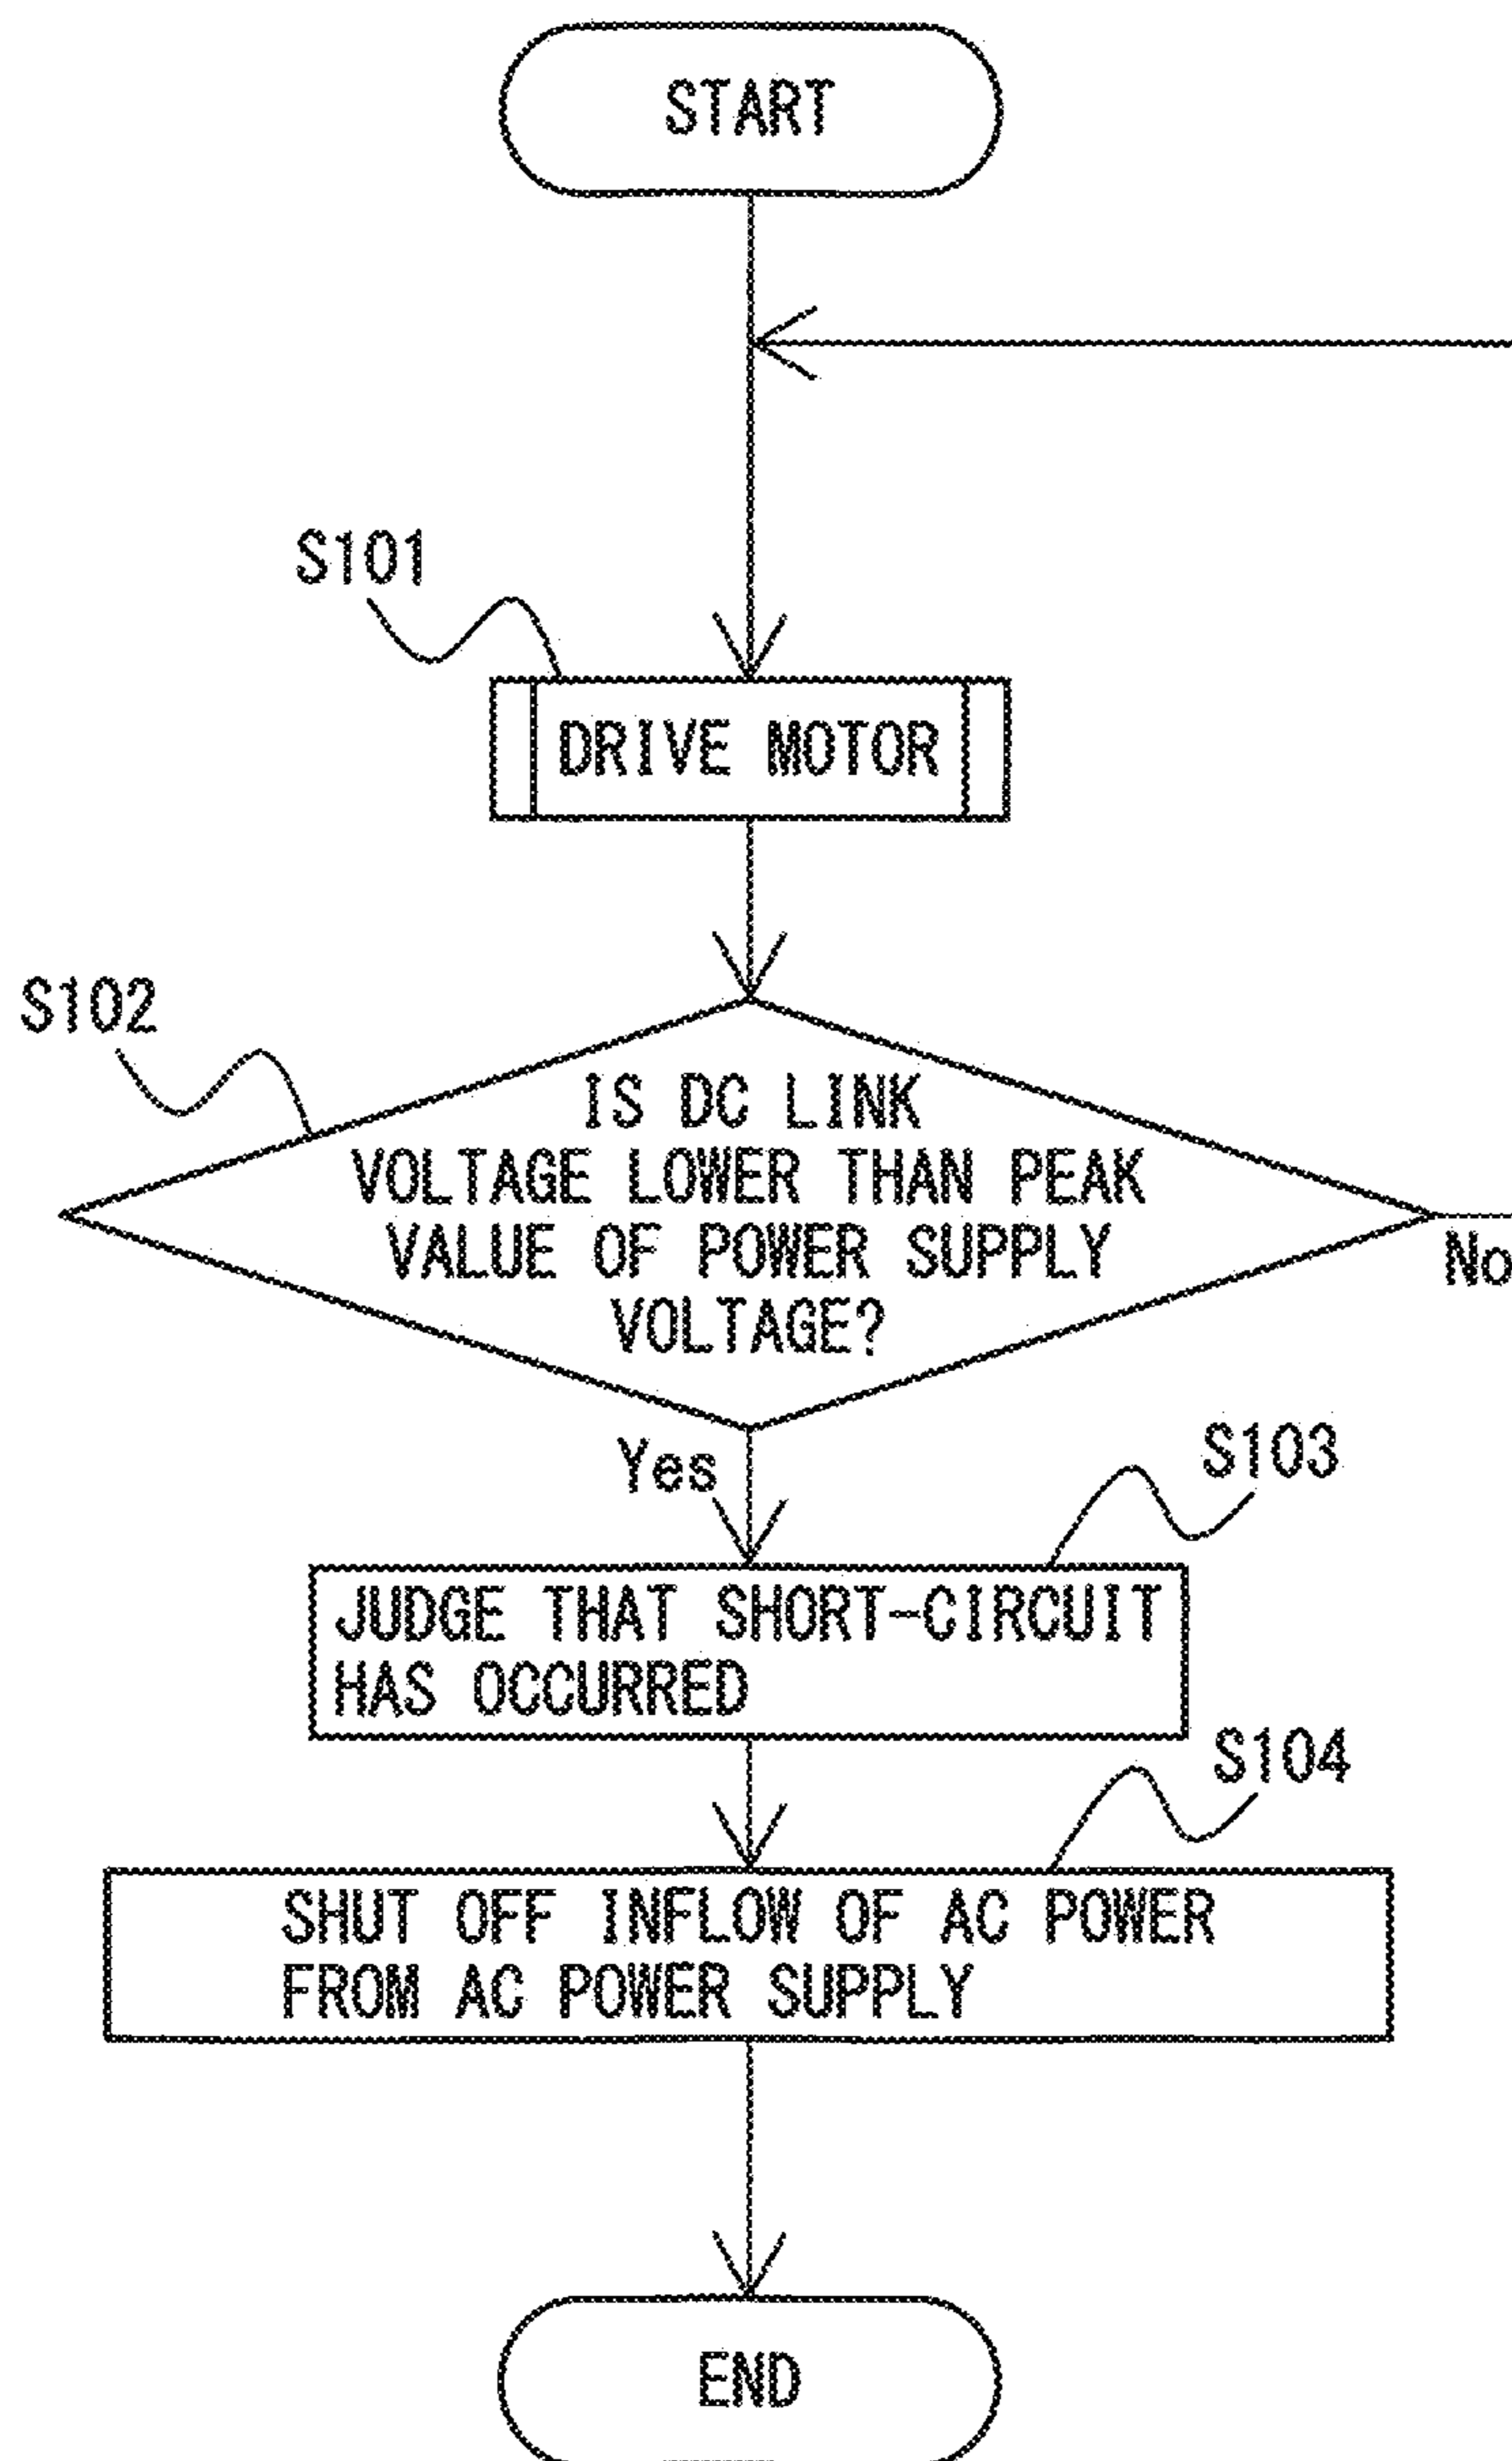 START
S101
DRIVE MOTOR
S102
IS DC LINK
VOLTAGE LOWER THAN PEAK
VALUE OF POWER SUPPLY
VOLTAGE?
No
Yes
S103
JUDGE THAT SHORT-CIRCUIT
HAS OCCURRED
S104
SHUT OFF INFLOW OF AC POWER
FROM AC POWER SUPPLY
END